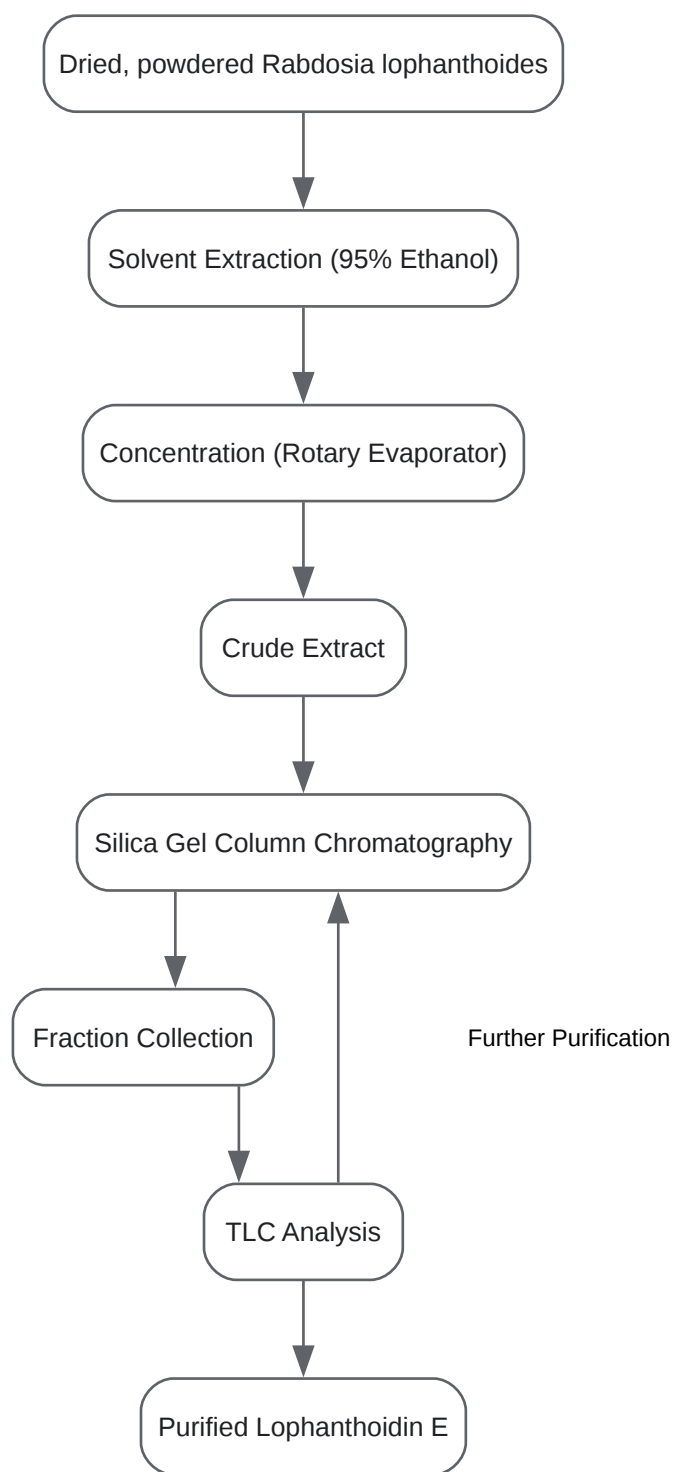 Dried, powdered Rabdosia lophanthoides
Solvent Extraction (95% Ethanol)
Concentration (Rotary Evaporator)
Crude Extract
Silica Gel Column Chromatography
Fraction Collection
Further Purification
TLC Analysis
Purified Lophanthoidin E